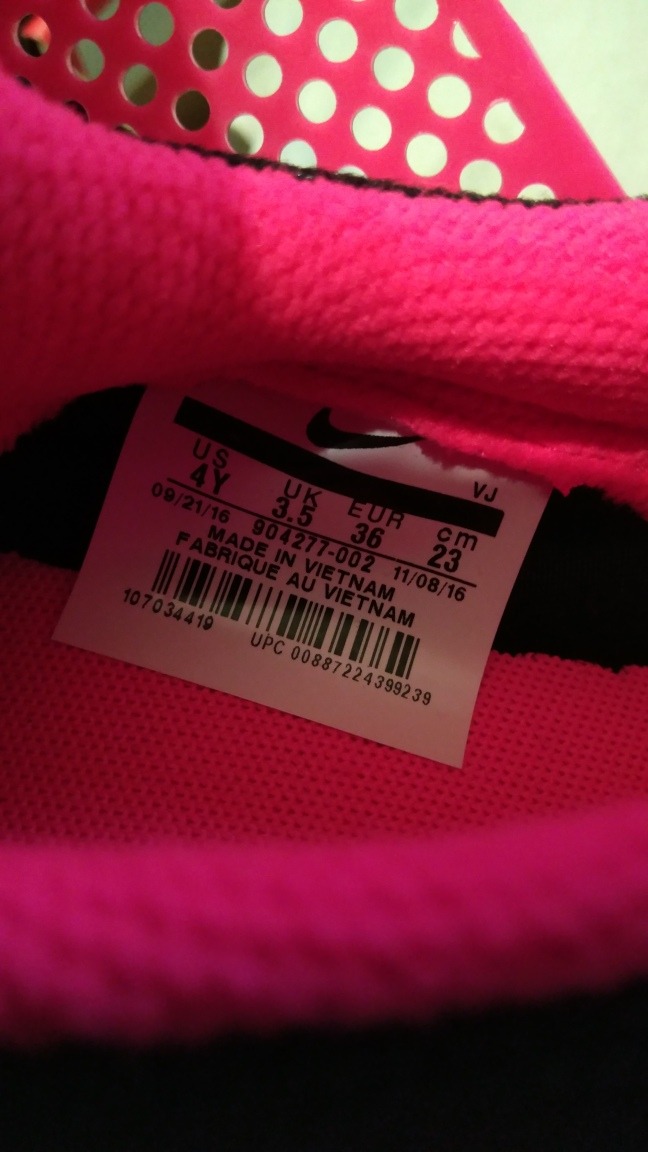 VJ
US UK EUR cm
4Y 3.5 36 23
09/21/16 904277-002 11/08/16
MADE IN VIETNAM
FABRIQUE AU VIETNAM
107034419
UPC 00887224399239